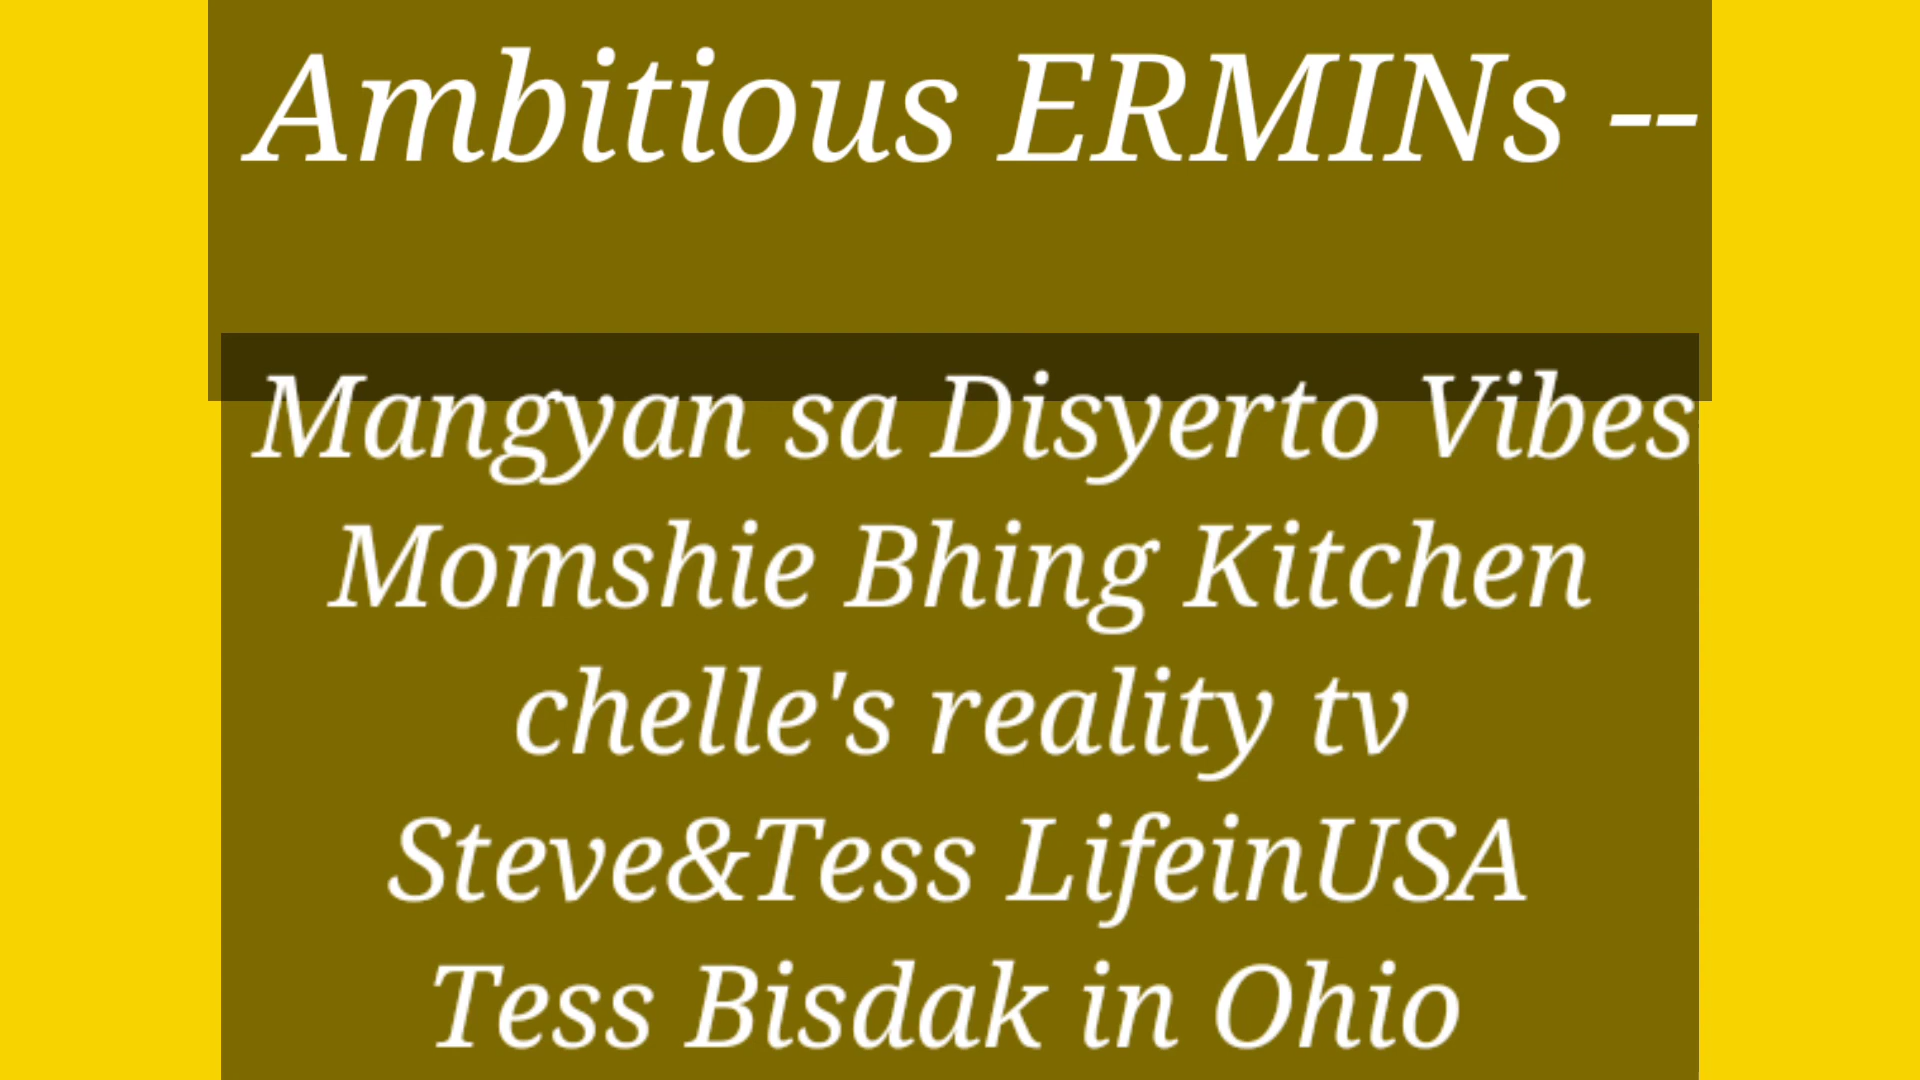 Ambitious ERMINs --
Mangyan sa Disyerto Vibes
Momshie Bhing Kitchen
chelle's reality tv
Steve&Tess LifeinUSA
Tess Bisdak in Ohio